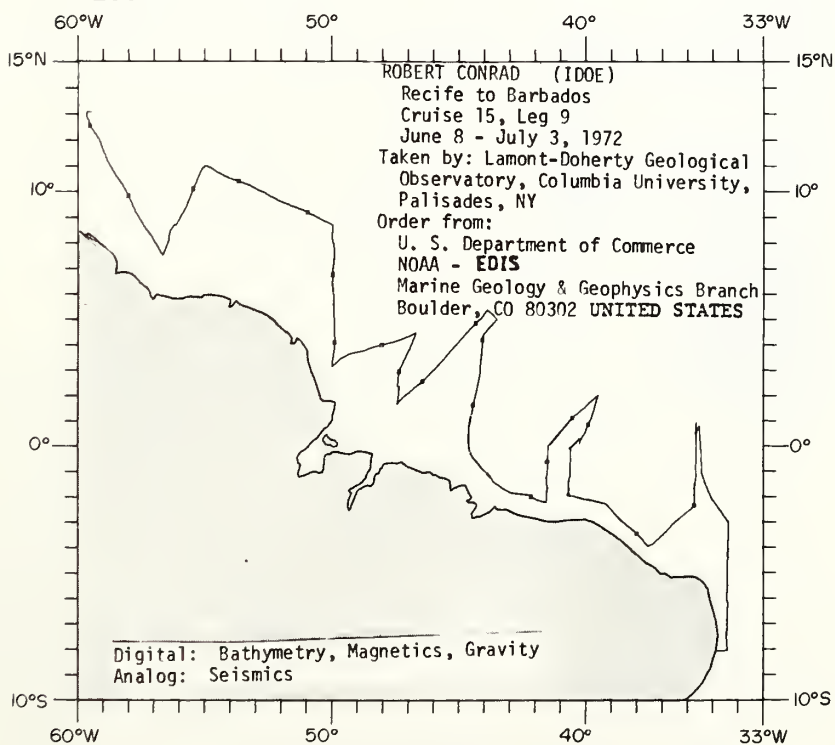 60°W 50° 40° 33°W
15°N 15°N
ROBERT CONRAD (IDOE)
Recife to Barbados
Cruise 15, Leg 9
June 8 - July 3, 1972
Taken by: Lamont-Doherty Geological
Observatory, Columbia University,
Palisades, NY
Order from:
U. S. Department of Commerce
NOAA - EDIS
Marine Geology & Geophysics Branch
Boulder, CO 80302 UNITED STATES
10° 10°
0° 0°
Digital: Bathymetry, Magnetics, Gravity
Analog: Seismics
10°S 10°S
60°W 50° 40° 33°W